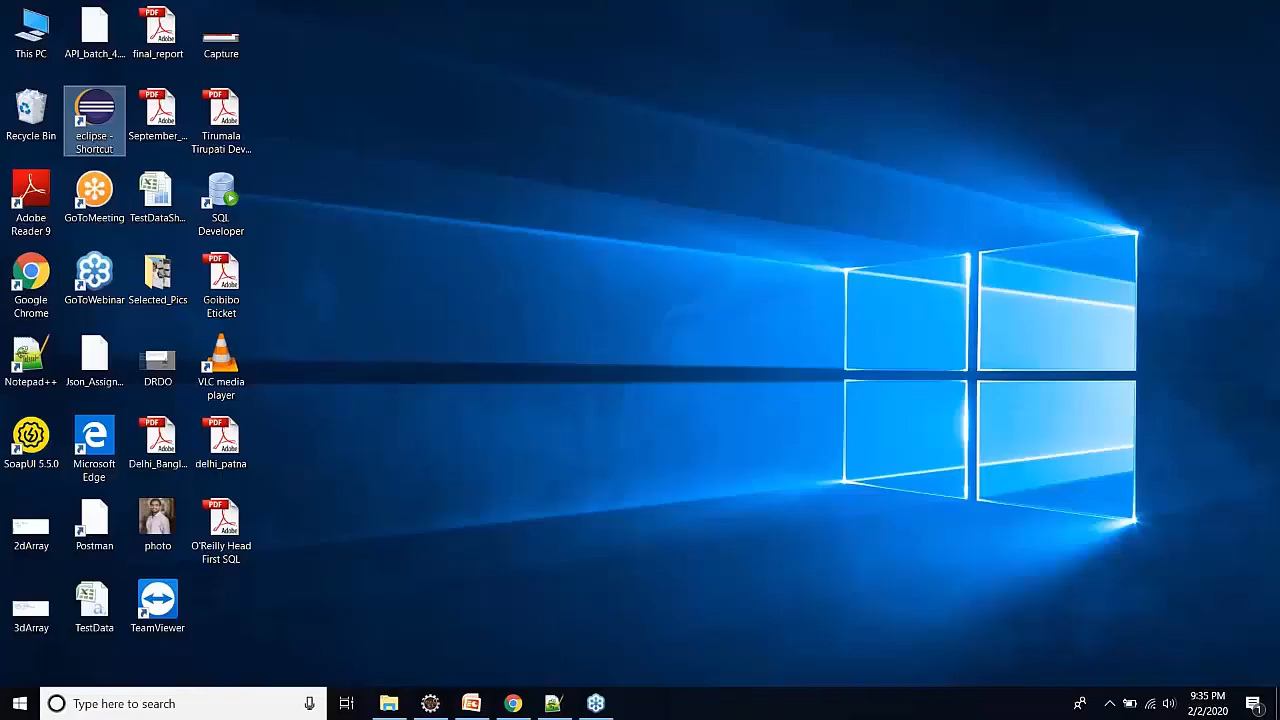 This PC
API_batch_4...
final_report
Capture
Recycle Bin
eclipse -
Shortcut
September_...
Tirumala
Tirupati Dev...
Adobe
Reader 9
GoToMeeting
TestDataSh...
SQL
Developer
Google
Chrome
GoToWebinar
Selected_Pics
Goibibo
Eticket
Notepad++
Json_Assign...
DRDO
VLC media
player
SoapUI 5.5.0
Microsoft
Edge
Delhi_Bangl...
delhi_patna
2dArray
Postman
photo
O'Reilly Head
First SQL
3dArray
TestData
TeamViewer
Type here to search
9:35 PM
2/2/2020